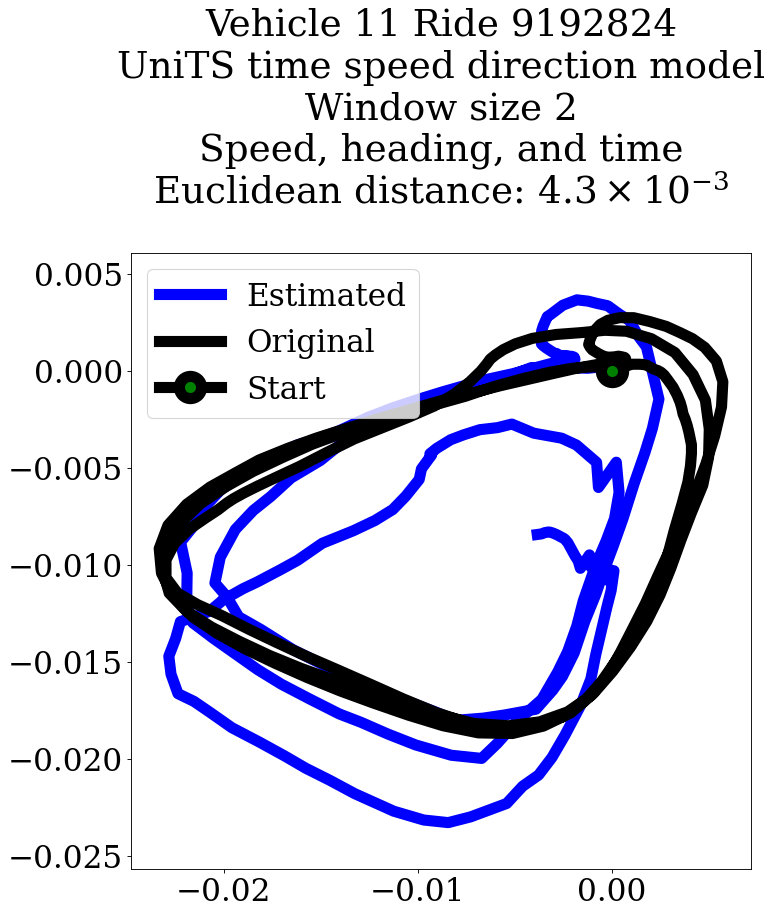 Vehicle 11 Ride 9192824
UniTS time speed direction model
Window size 2
Speed, heading, and time
Euclidean distance: 4.3 × 10⁻³
Estimated
Original
Start
0.005
0.000
−0.005
−0.010
−0.015
−0.020
−0.025
−0.02
−0.01
0.00